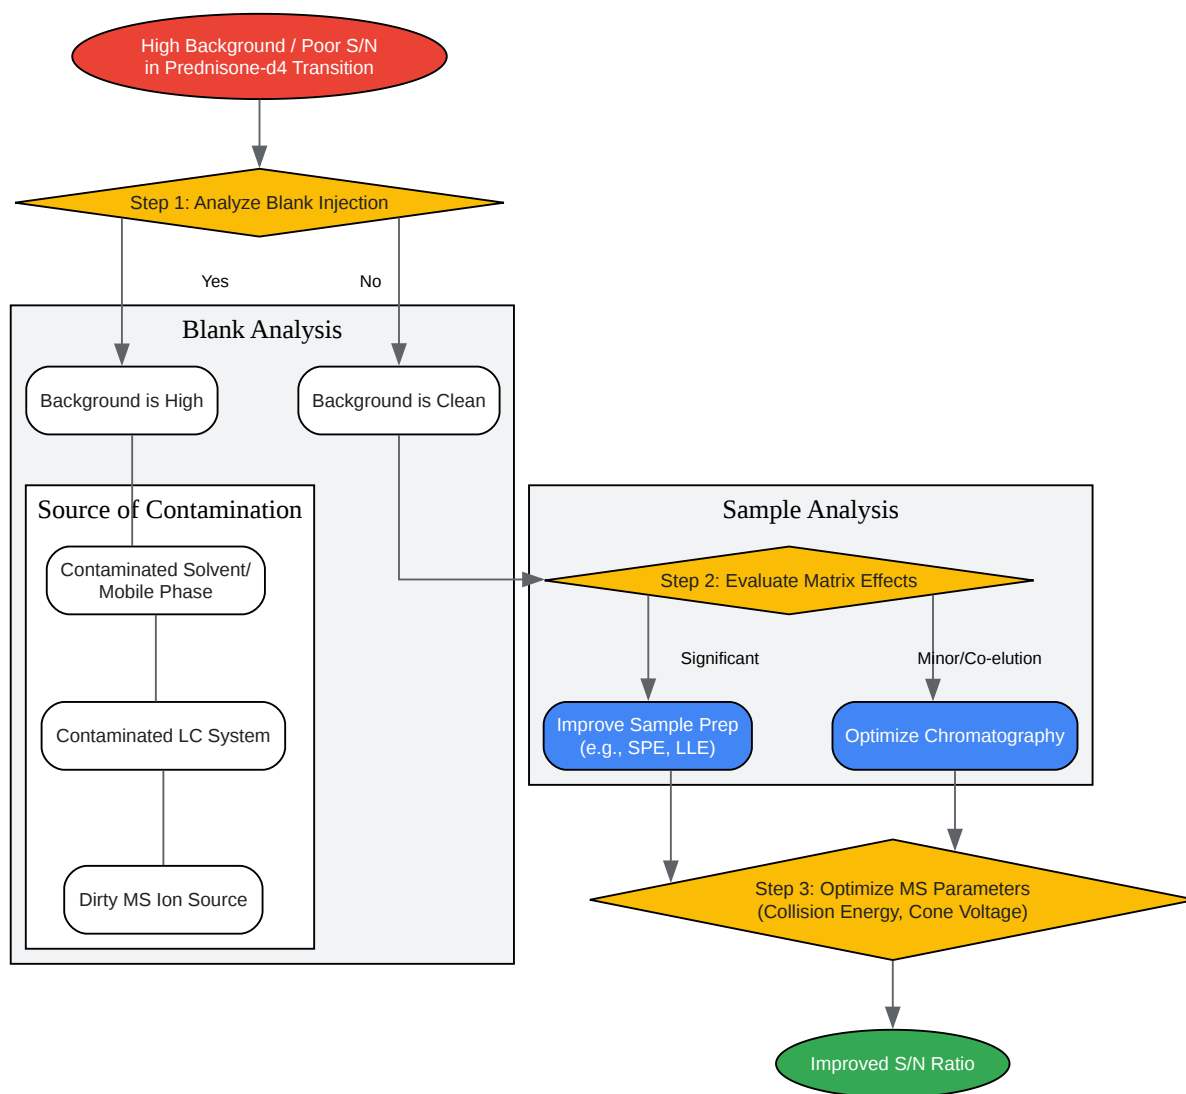 High Background / Poor S/N
in Prednisone-d4 Transition
Step 1: Analyze Blank Injection
Yes
No
Blank Analysis
Background is High
Background is Clean
Source of Contamination
Contaminated Solvent/
Mobile Phase
Contaminated LC System
Dirty MS Ion Source
Sample Analysis
Step 2: Evaluate Matrix Effects
Significant
Minor/Co-elution
Improve Sample Prep
(e.g., SPE, LLE)
Optimize Chromatography
Step 3: Optimize MS Parameters
(Collision Energy, Cone Voltage)
Improved S/N Ratio